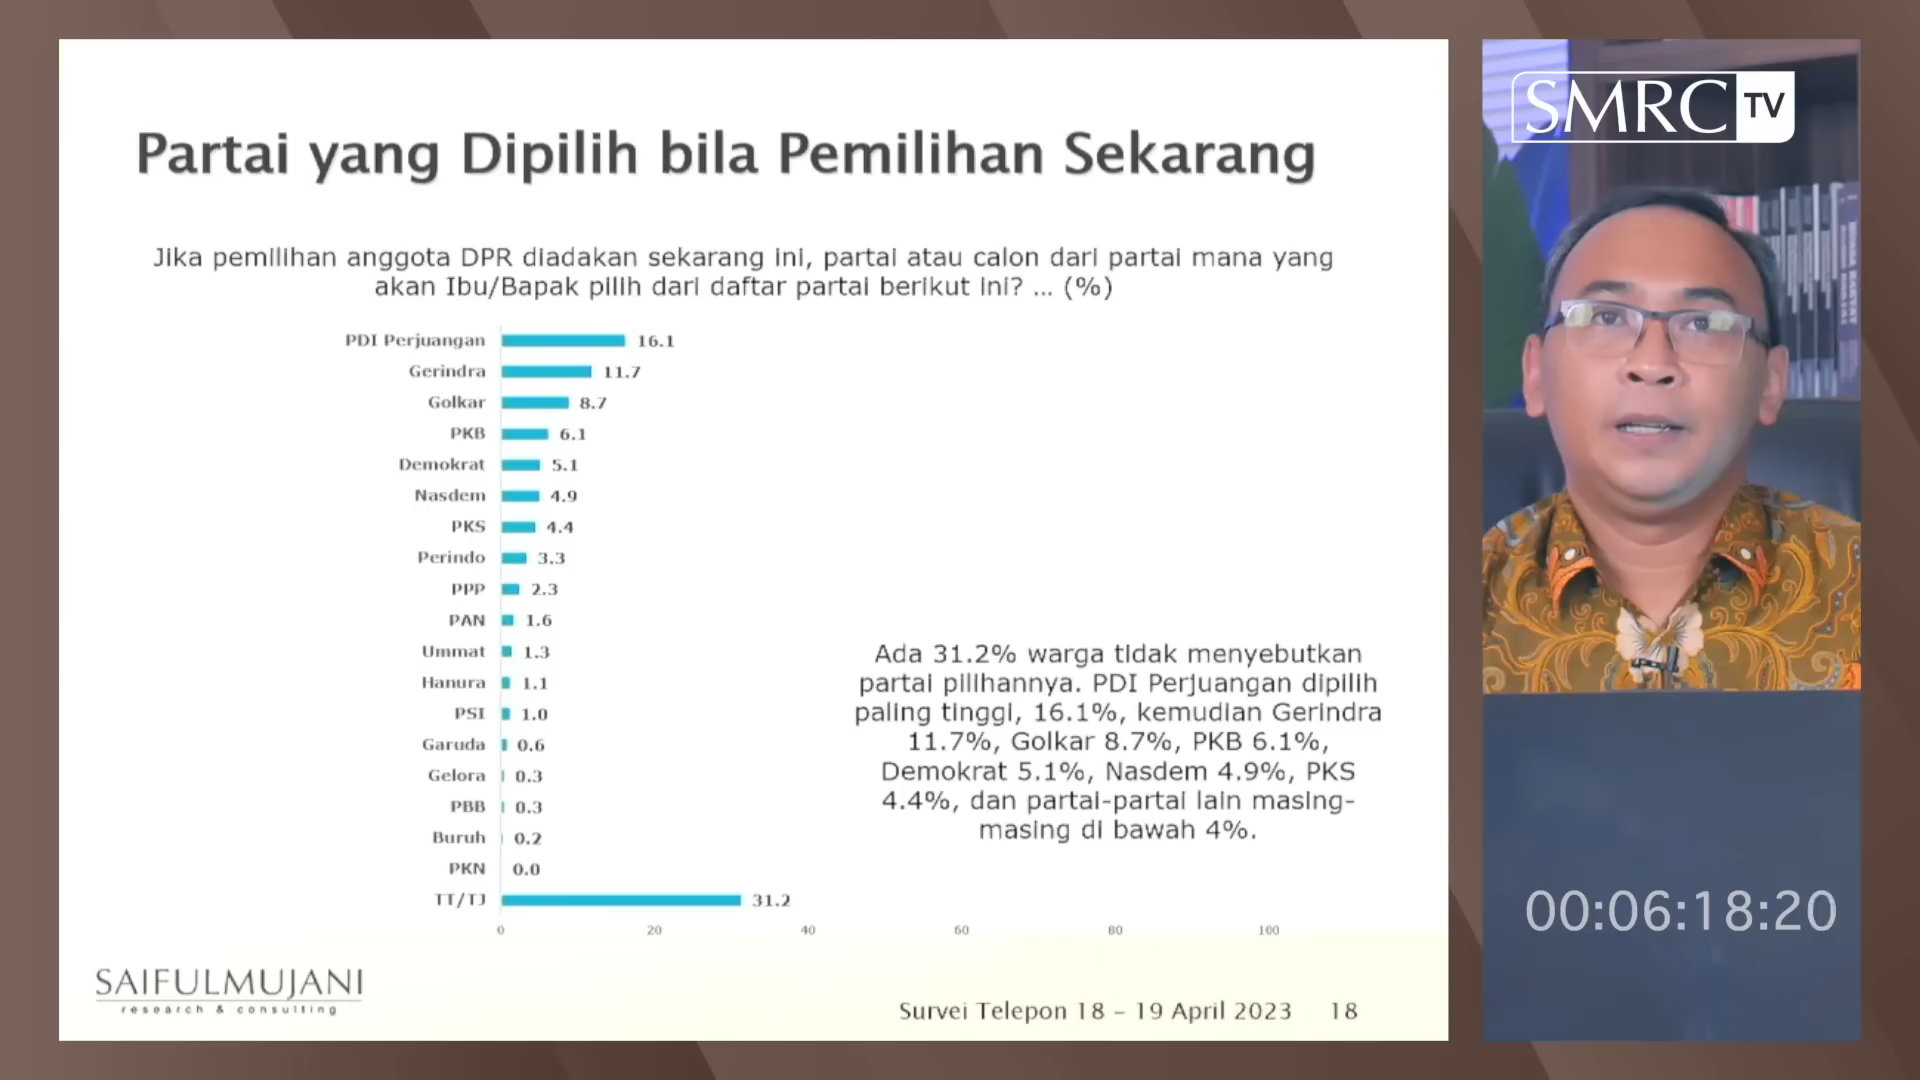 Partai yang Dipilih bila Pemilihan Sekarang
Jika pemilihan anggota DPR diadakan sekarang ini, partai atau calon dari partai mana yang
akan Ibu/Bapak pilih dari daftar partai berikut ini? ... (%)
PDI Perjuangan 16.1
Gerindra 11.7
Golkar 8.7
PKB 6.1
Demokrat 5.1
Nasdem 4.9
PKS 4.4
Perindo 3.3
PPP 2.3
PAN 1.6
Ummat 1.3
Hanura 1.1
PSI 1.0
Garuda 0.6
Gelora 0.3
PBB 0.3
Buruh 0.2
PKN 0.0
TT/TJ 31.2
0 20 40 60 80 100
Ada 31.2% warga tidak menyebutkan
partai pilihannya. PDI Perjuangan dipilih
paling tinggi, 16.1%, kemudian Gerindra
11.7%, Golkar 8.7%, PKB 6.1%,
Demokrat 5.1%, Nasdem 4.9%, PKS
4.4%, dan partai-partai lain masing-
masing di bawah 4%.
SAIFULMUJANI
research & consulting
Survei Telepon 18 – 19 April 2023 18
SMRC TV
00:06:18:20